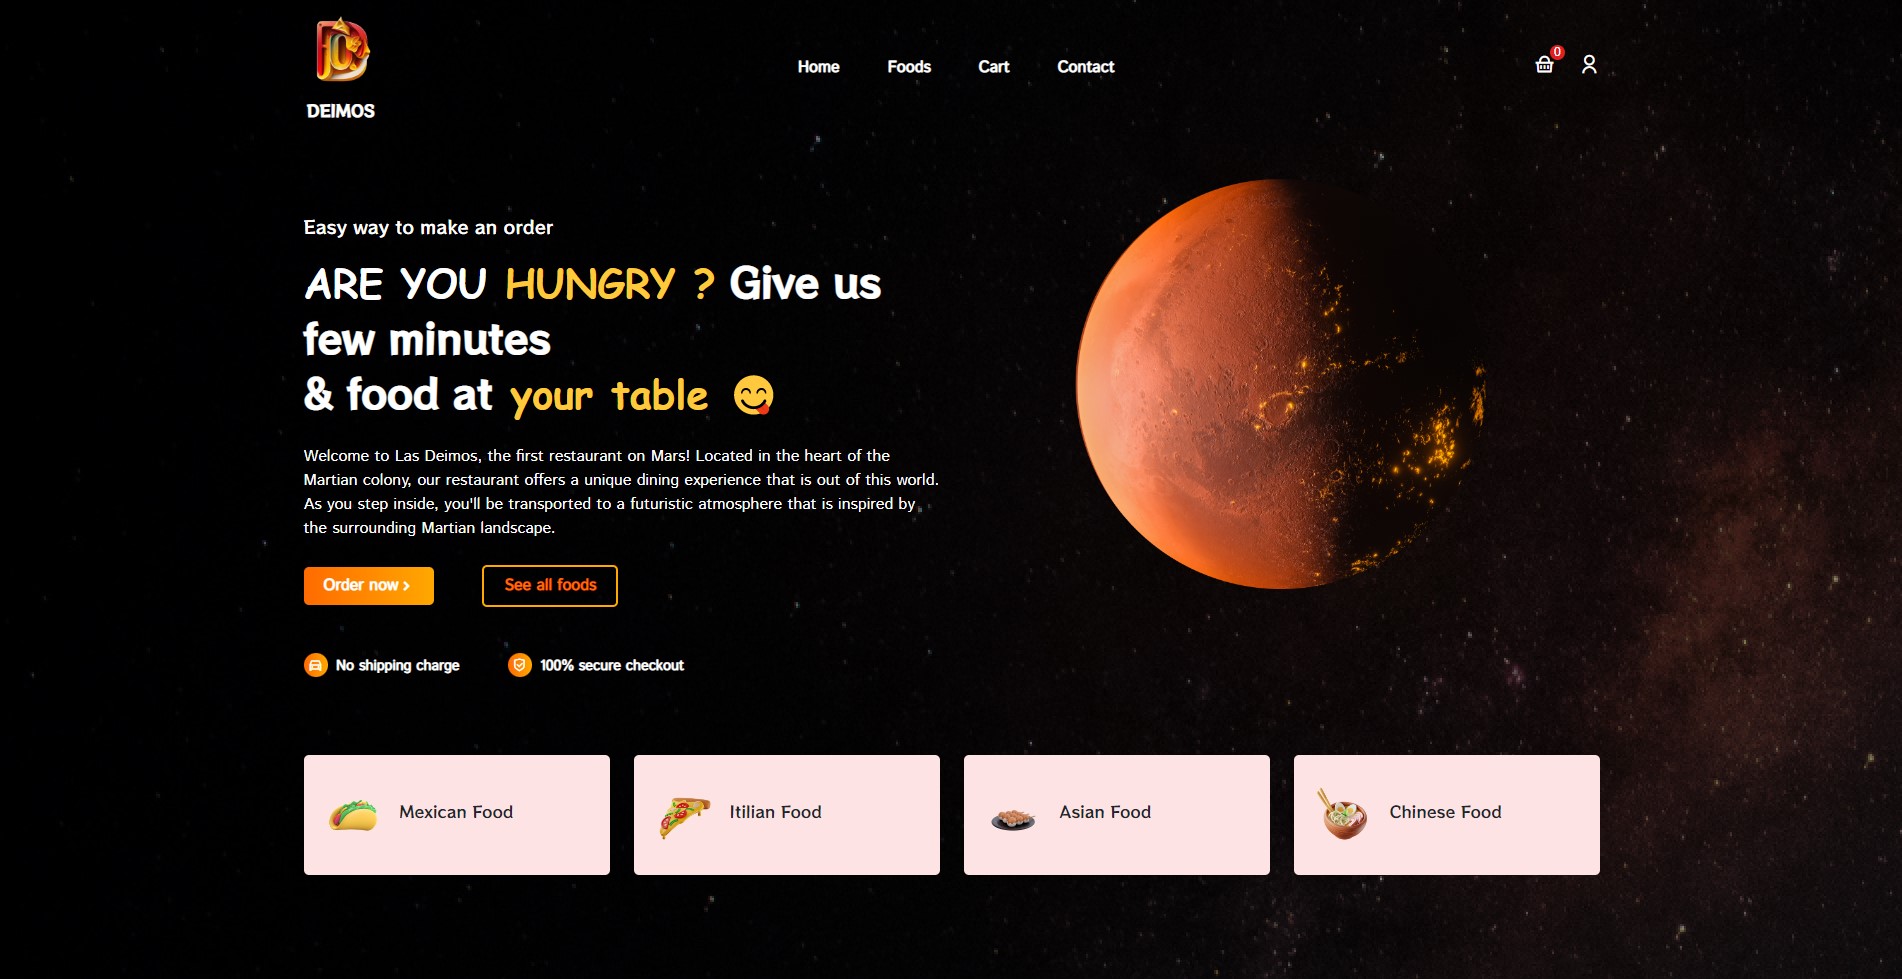 DEIMOS
Home Foods Cart Contact
0
Easy way to make an order
ARE YOU HUNGRY ? Give us
few minutes
& food at your table
Welcome to Las Deimos, the first restaurant on Mars! Located in the heart of the
Martian colony, our restaurant offers a unique dining experience that is out of this world.
As you step inside, you'll be transported to a futuristic atmosphere that is inspired by
the surrounding Martian landscape.
Order now
See all foods
No shipping charge
100% secure checkout
Mexican Food
Itilian Food
Asian Food
Chinese Food